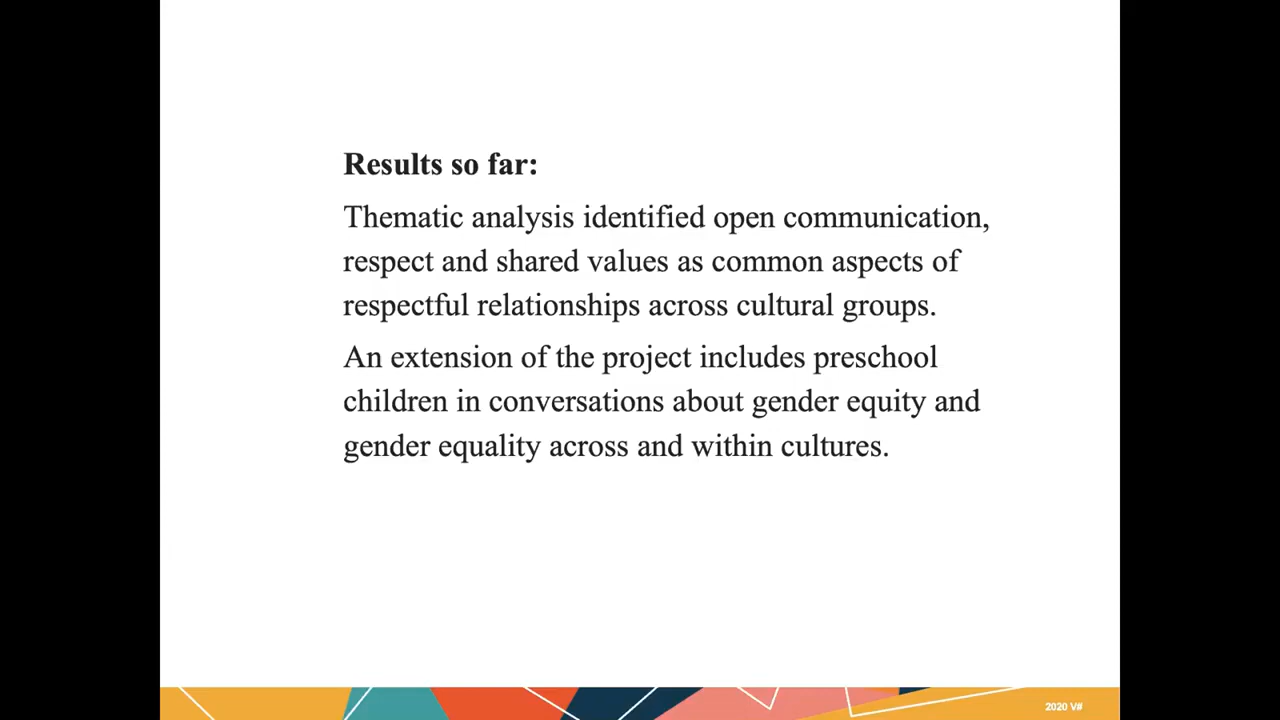 Results so far:
Thematic analysis identified open communication,
respect and shared values as common aspects of
respectful relationships across cultural groups.
An extension of the project includes preschool
children in conversations about gender equity and
gender equality across and within cultures.
2020 V#